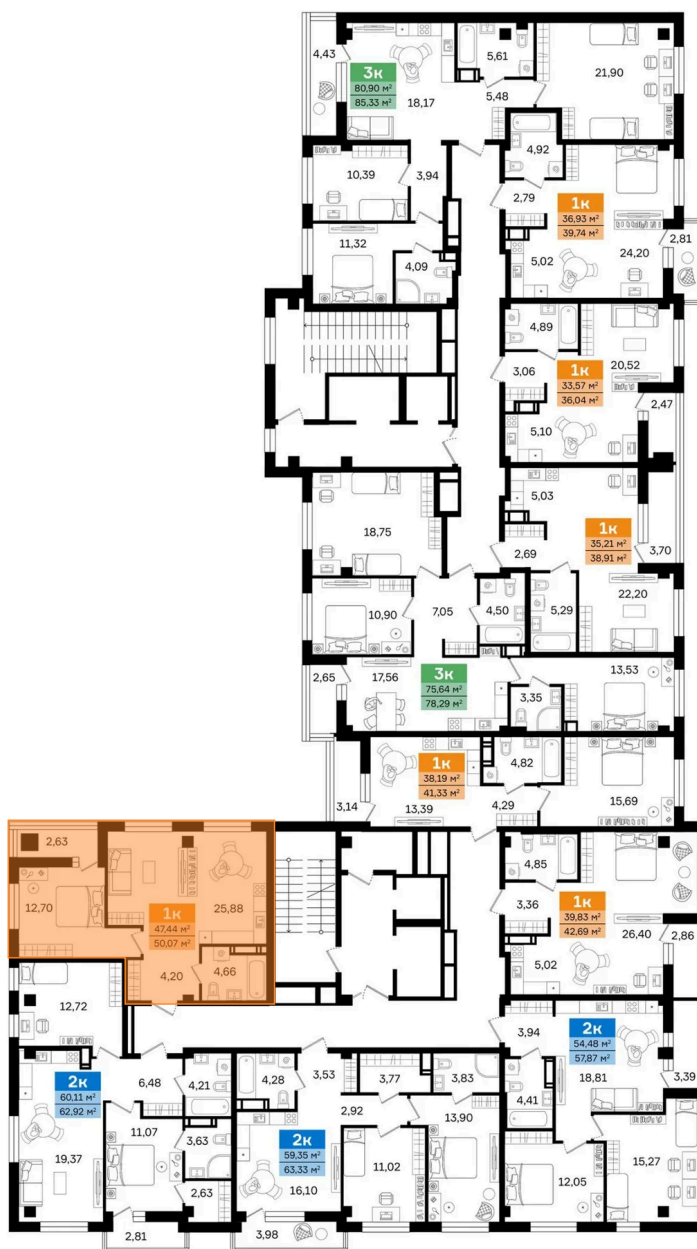 4,43
5,61
21,90
3к
80,90 м²
85,33 м²
18,17
5,48
4,92
10,39
3,94
2,79
1к
36,93 м²
39,74 м²
2,81
11,32
4,09
5,02
24,20
4,89
20,52
3,06
1к
33,57 м²
36,04 м²
2,47
5,10
5,03
18,75
1к
35,21 м²
38,91 м²
3,70
2,69
10,90
7,05
4,50
5,29
22,20
2,65
17,56
3к
75,64 м²
78,29 м²
3,35
13,53
1к
38,19 м²
41,33 м²
4,82
3,14
13,39
4,29
15,69
2,63
4,85
12,70
25,88
1к
47,44 м²
50,07 м²
3,36
1к
39,83 м²
42,69 м²
26,40
2,86
4,20
4,66
5,02
12,72
3,94
2к
54,48 м²
57,87 м²
18,81
3,39
2к
60,11 м²
62,92 м²
6,48
4,21
4,28
3,53
3,77
3,83
4,41
11,07
3,63
2,92
13,90
2к
59,35 м²
63,33 м²
19,37
16,10
11,02
12,05
15,27
2,63
2,81
3,98